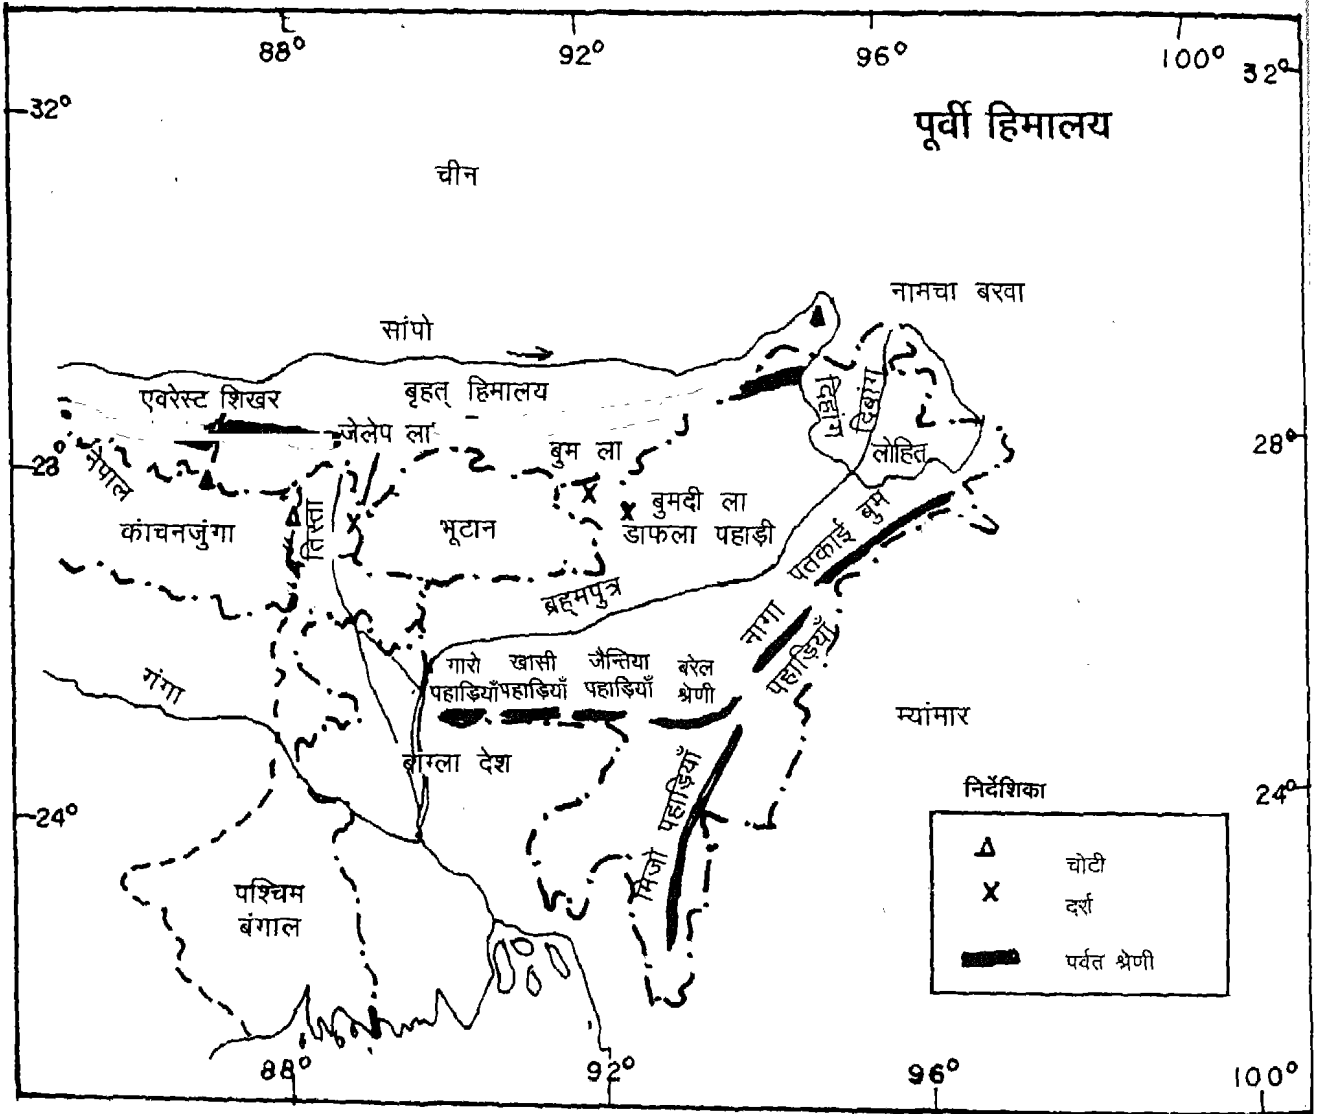 88° 92° 96° 100° 32°
32°
पूर्वी हिमालय
चीन
नामचा बरवा
सांपो
बृहत् हिमालय
एवरेस्ट शिखर
जेलेप ला
बुम ला
दिहांग
दिबांग
लोहित
28°
28°
नेपाल
कांचनजुंगा
तिस्ता
भूटान
बुमदी ला
डाफला पहाड़ी
पतकाई बुम
ब्रह्मपुत्र
नागा
पहाड़ियाँ
गंगा
गारो
पहाड़ियाँ
खासी
पहाड़ियाँ
जैन्तिया
पहाड़ियाँ
बरेल
श्रेणी
म्यांमार
बांग्ला देश
मिजो पहाड़ियाँ
24°
24°
पश्चिम
बंगाल
निर्देशिका
चोटी
दर्रा
पर्वत श्रेणी
88° 92° 96° 100°